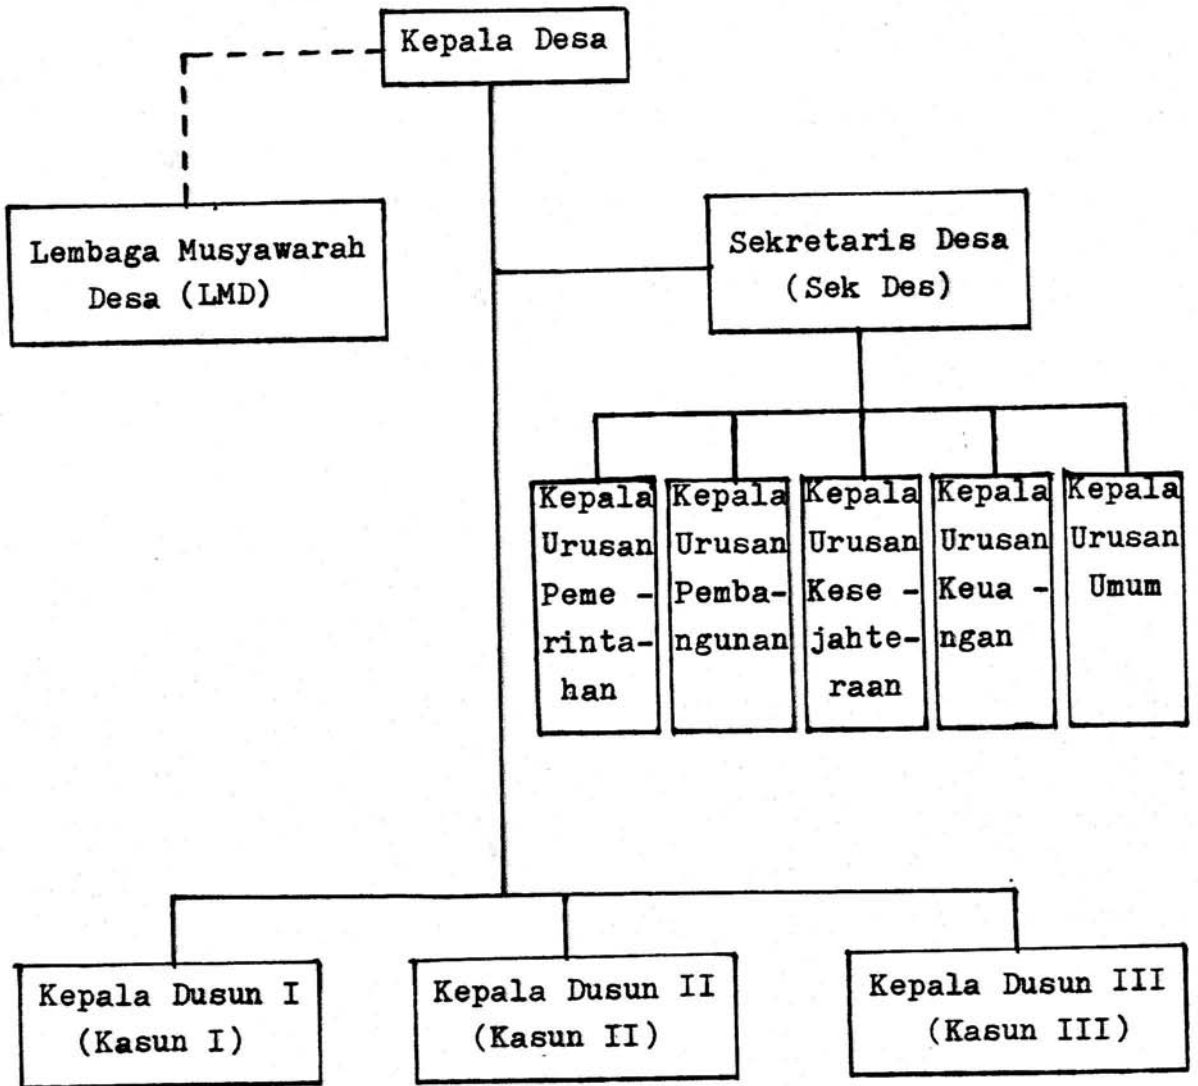 Kepala Desa
Lembaga Musyawarah
Desa (LMD)
Sekretaris Desa
(Sek Des)
Kepala
Urusan
Peme -
rinta-
han
Kepala
Urusan
Pemba-
ngunan
Kepala
Urusan
Kese -
jahte-
raan
Kepala
Urusan
Keua -
ngan
Kepala
Urusan
Umum
Kepala Dusun I
(Kasun I)
Kepala Dusun II
(Kasun II)
Kepala Dusun III
(Kasun III)